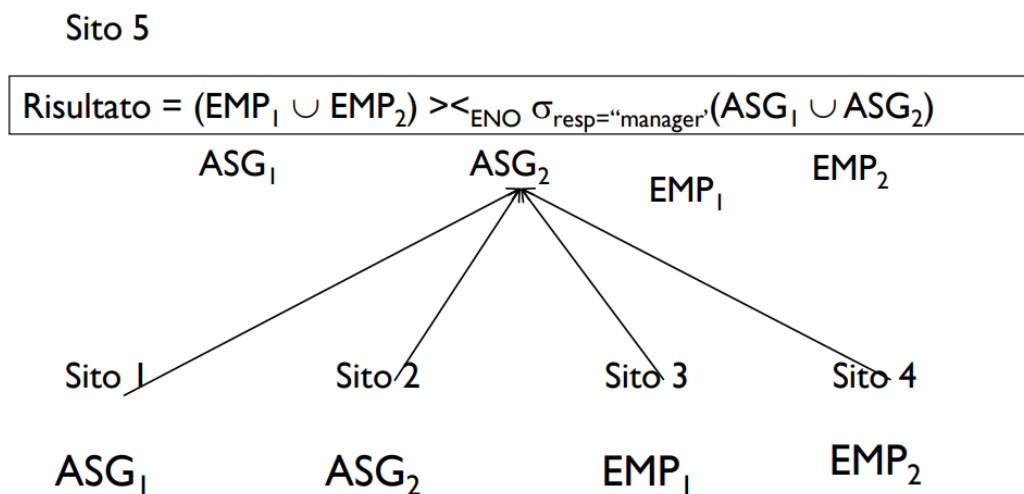 Sito 5
Risultato = (EMP₁ ∪ EMP₂) ><ENO σresp=“manager’(ASG₁ ∪ ASG₂)
ASG₁ ASG₂ EMP₁ EMP₂
Sito 1 Sito 2 Sito 3 Sito 4
ASG₁ ASG₂ EMP₁ EMP₂